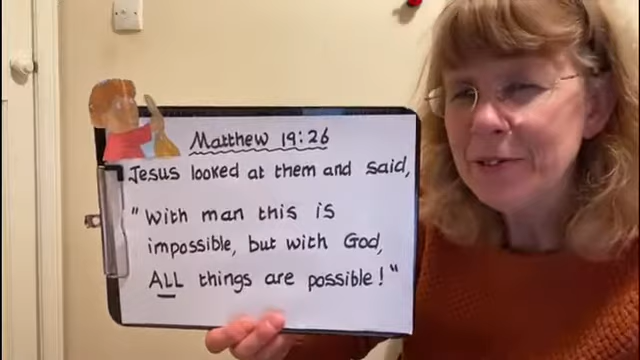 Matthew 19:26
Jesus looked at them and said,
"With man this is
impossible, but with God,
ALL things are possible!"